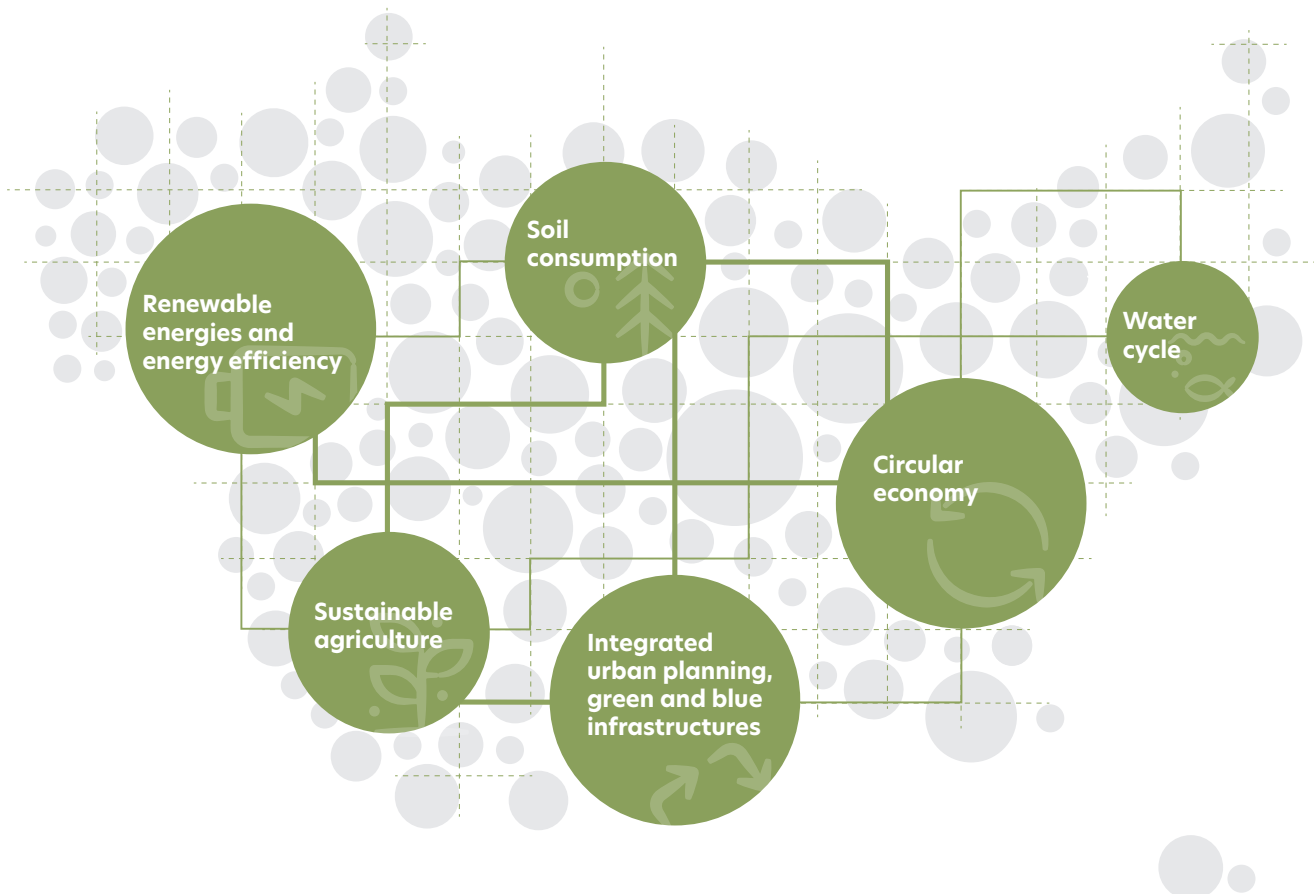 Soil
consumption
Renewable
energies and
energy efficiency
Water
cycle
Circular
economy
Sustainable
agriculture
Integrated
urban planning,
green and blue
infrastructures